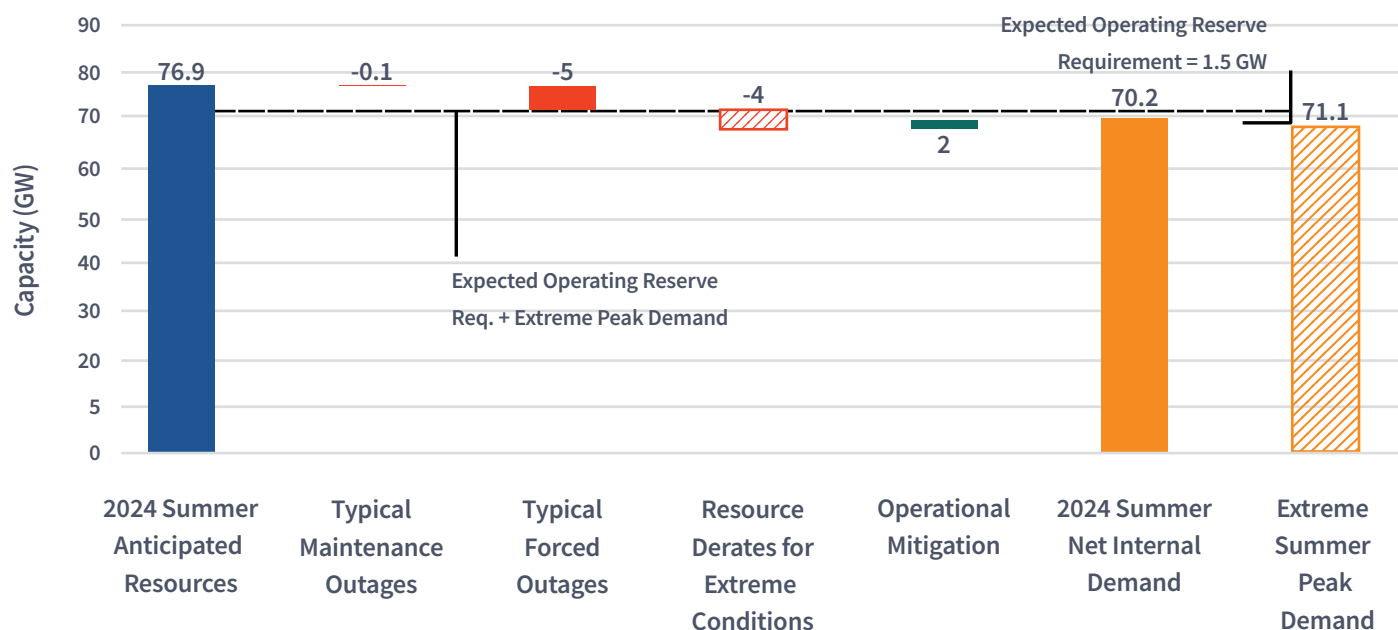 Expected Operating Reserve
Requirement = 1.5 GW
90
80
70
60
50
40
30
20
5
0
Capacity (GW)
76.9
-0.1
-5
-4
2
70.2
71.1
Expected Operating Reserve
Req. + Extreme Peak Demand
2024 Summer
Anticipated
Resources
Typical
Maintenance
Outages
Typical
Forced
Outages
Resource
Derates for
Extreme
Conditions
Operational
Mitigation
2024 Summer
Net Internal
Demand
Extreme
Summer
Peak
Demand